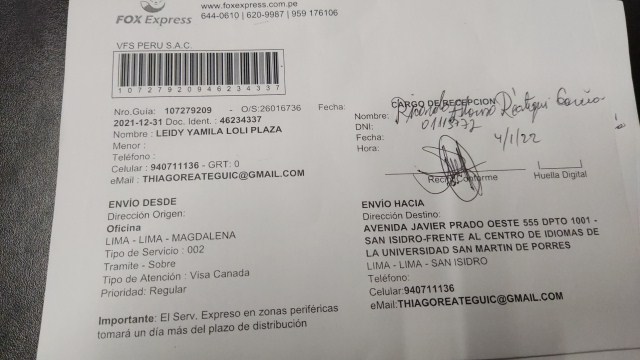 FOX Express
www.foxexpress.com.pe
644-0610 | 620-9987 | 959 176106
VFS PERU S.A.C.
107279209046234337
Nro.Guía: 107279209 - O/S:26016736 Fecha:
2021-12-31 Doc. Ident. : 46234337
Nombre : LEIDY YAMILA LOLI PLAZA
Menor :
Teléfono :
Celular : 940711136 - GRT: 0
eMail : THIAGOREATEGUIC@GMAIL.COM
CARGO DE RECEPCION
Nombre: Ricardo Alonso Reátegui García
DNI: 01113772
Fecha: 4/1/22
Hora:
Recibí Conforme
Huella Digital
ENVÍO DESDE
Dirección Origen:
Oficina
LIMA - LIMA - MAGDALENA
Tipo de Servicio : 002
Tramite - Sobre
Tipo de Atención : Visa Canada
Prioridad: Regular
ENVÍO HACIA
Dirección Destino:
AVENIDA JAVIER PRADO OESTE 555 DPTO 1001 -
SAN ISIDRO-FRENTE AL CENTRO DE IDIOMAS DE
LA UNIVERSIDAD SAN MARTIN DE PORRES
LIMA - LIMA - SAN ISIDRO
Teléfono:
Celular:940711136
eMail:THIAGOREATEGUIC@GMAIL.COM
Importante: El Serv. Expreso en zonas periféricas
tomará un día más del plazo de distribución